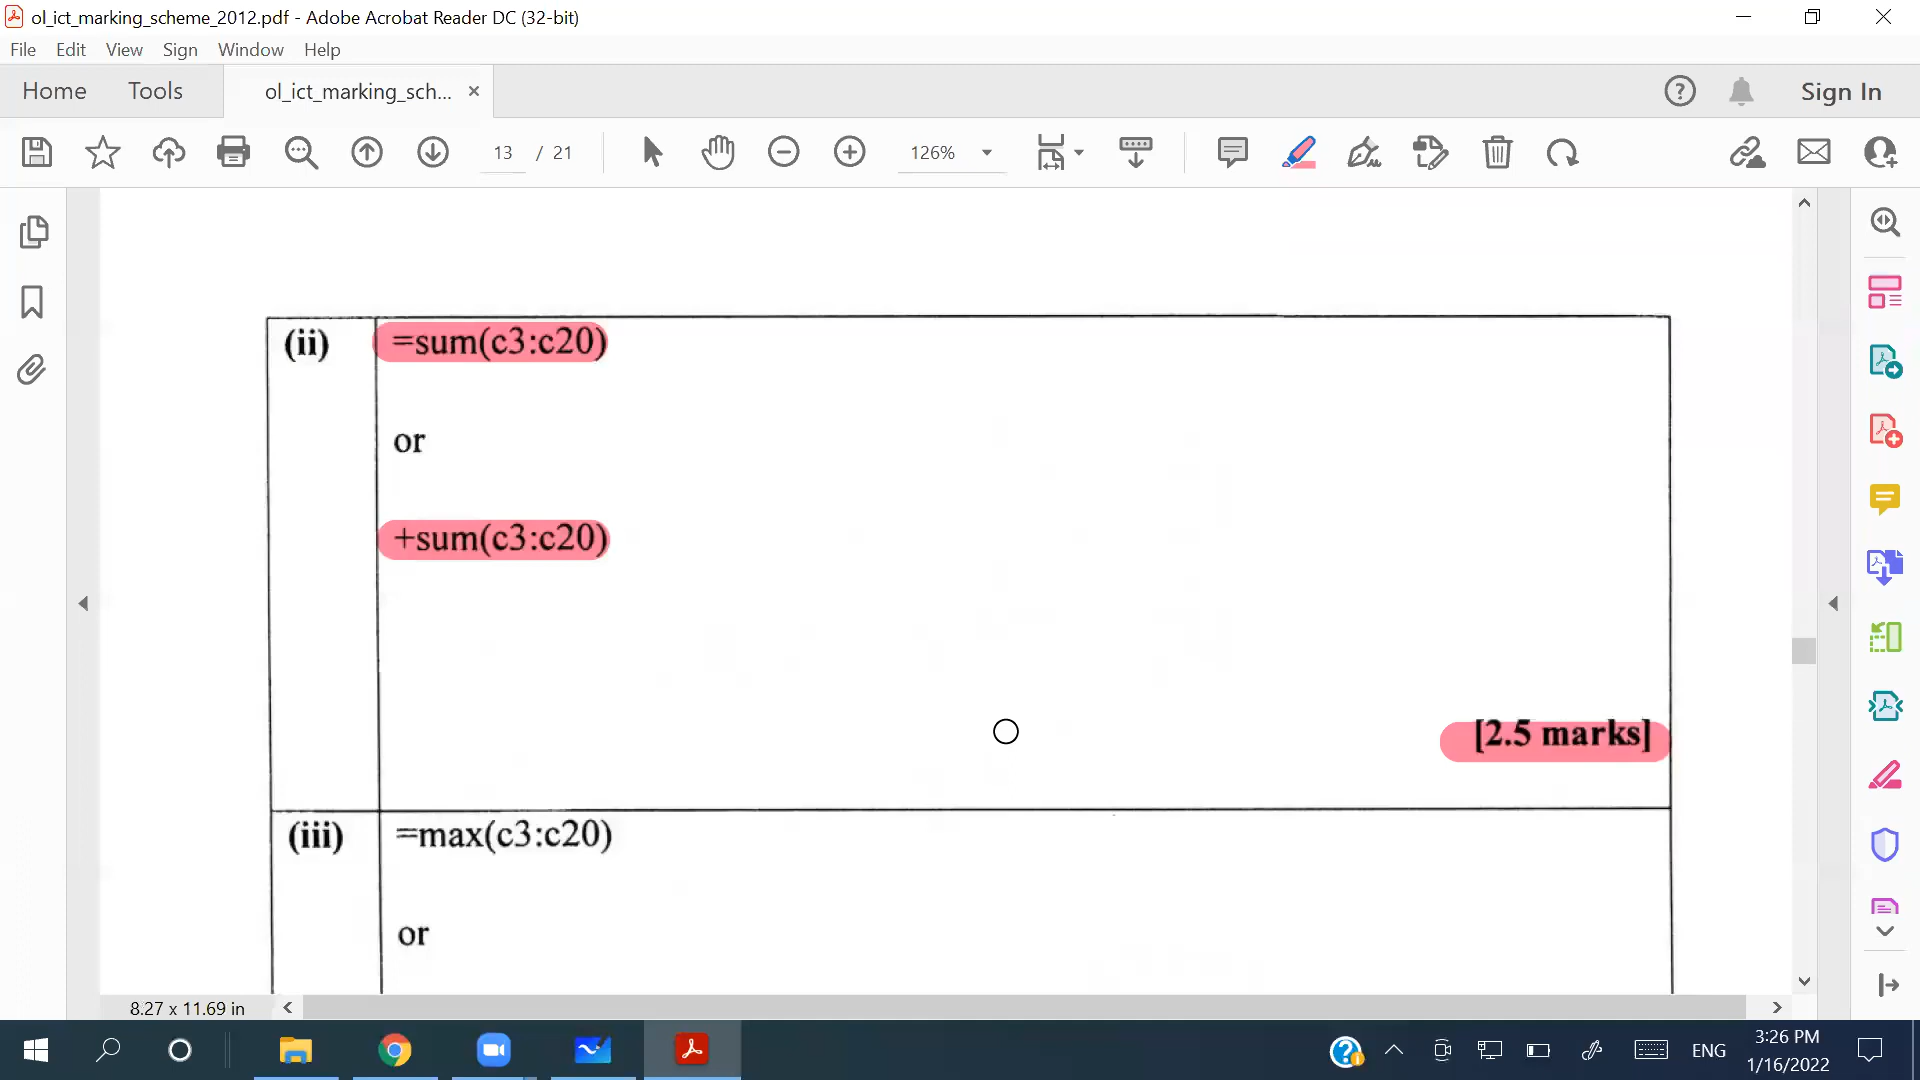 ol_ict_marking_scheme_2012.pdf - Adobe Acrobat Reader DC (32-bit)
File Edit View Sign Window Help
Home Tools ol_ict_marking_sch... × Sign In
13 / 21 126%
(ii) =sum(c3:c20)
or
+sum(c3:c20)
[2.5 marks]
(iii) =max(c3:c20)
or
8.27 x 11.69 in
ENG 3:26 PM
1/16/2022